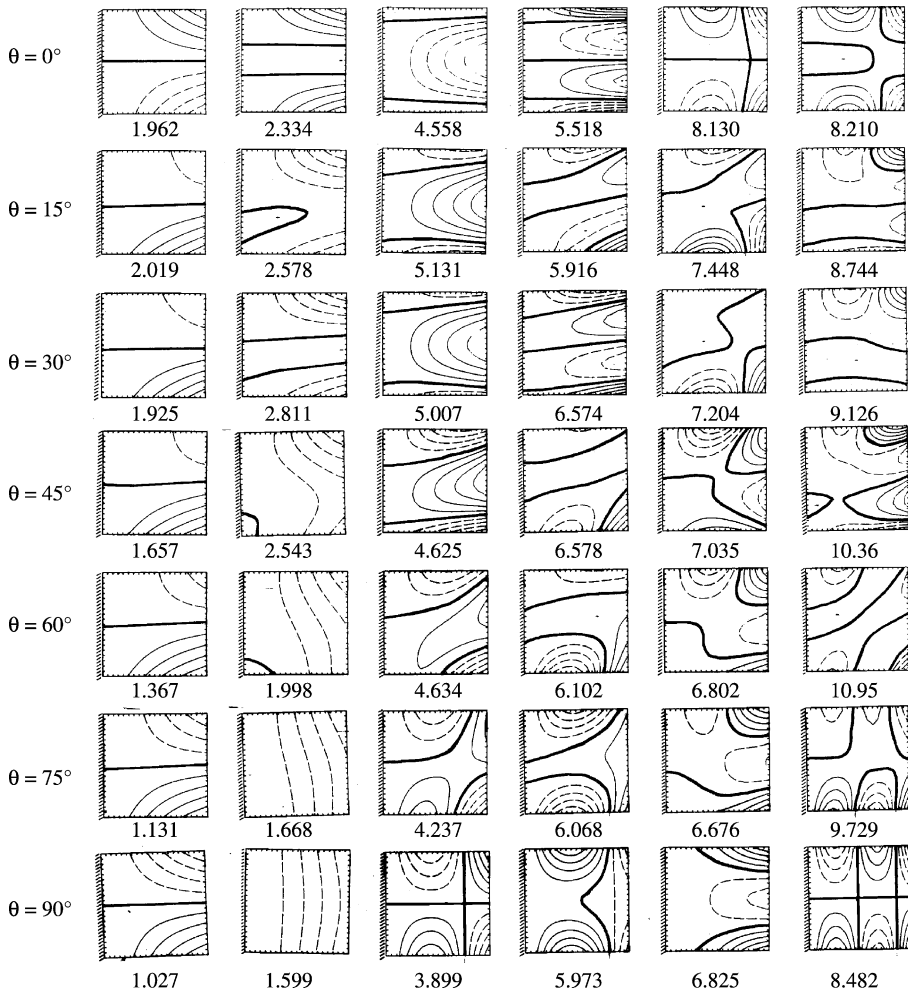 θ = 0°
1.962 2.334 4.558 5.518 8.130 8.210
θ = 15°
2.019 2.578 5.131 5.916 7.448 8.744
θ = 30°
1.925 2.811 5.007 6.574 7.204 9.126
θ = 45°
1.657 2.543 4.625 6.578 7.035 10.36
θ = 60°
1.367 1.998 4.634 6.102 6.802 10.95
θ = 75°
1.131 1.668 4.237 6.068 6.676 9.729
θ = 90°
1.027 1.599 3.899 5.973 6.825 8.482